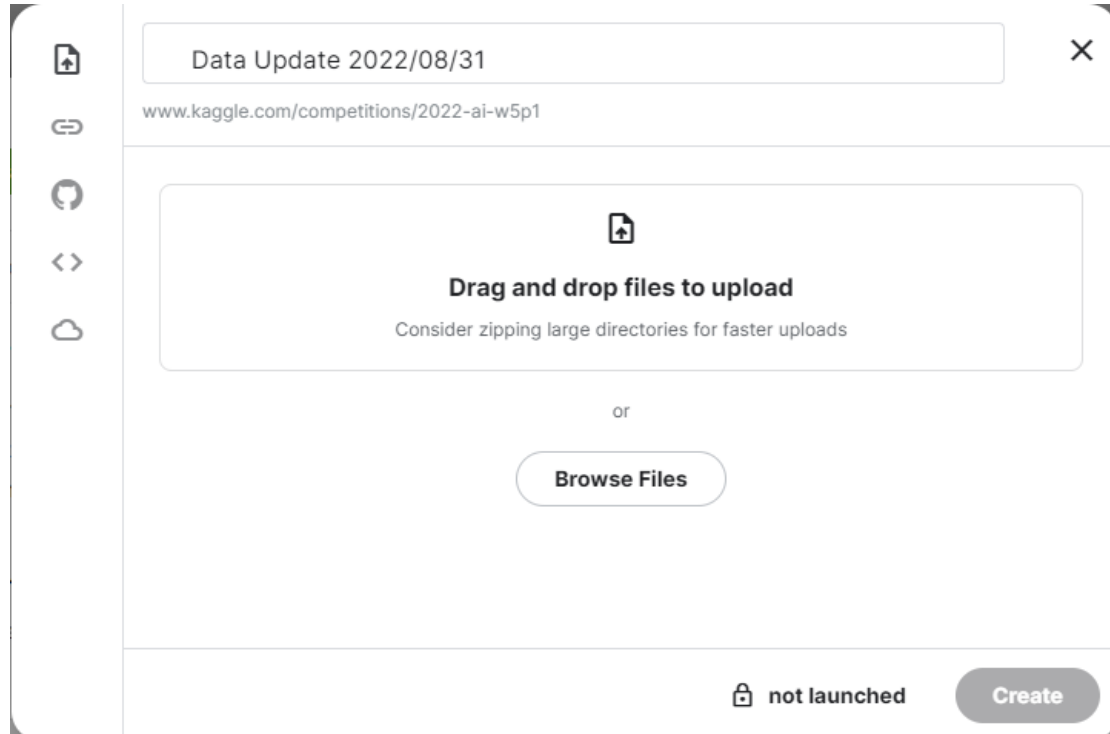 Data Update 2022/08/31
www.kaggle.com/competitions/2022-ai-w5p1
Drag and drop files to upload
Consider zipping large directories for faster uploads
or
Browse Files
not launched
Create